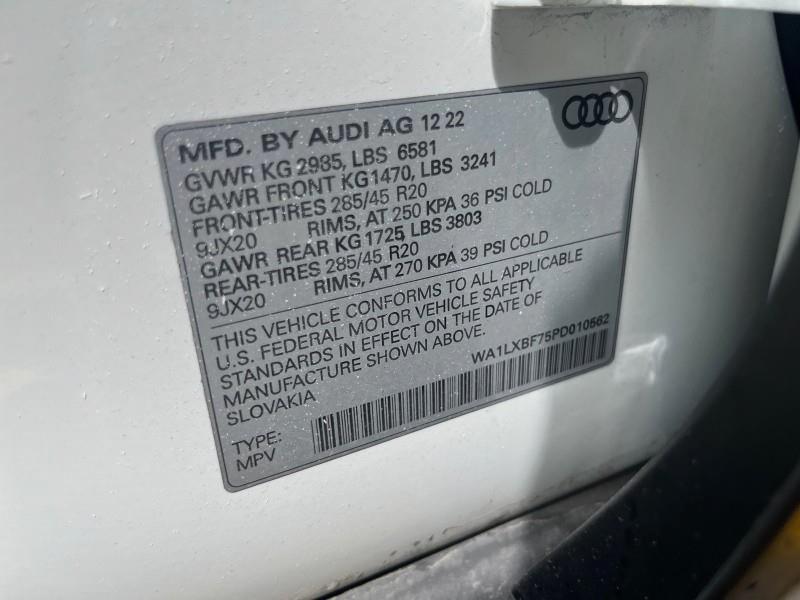 MFD. BY AUDI AG 12 22
GVWR KG 2985, LBS 6581
GAWR FRONT KG1470, LBS 3241
FRONT-TIRES 285/45 R20
9JX20 RIMS, AT 250 KPA 36 PSI COLD
GAWR REAR KG 1725, LBS 3803
REAR-TIRES 285/45 R20
9JX20 RIMS, AT 270 KPA 39 PSI COLD
THIS VEHICLE CONFORMS TO ALL APPLICABLE
U.S. FEDERAL MOTOR VEHICLE SAFETY
STANDARDS IN EFFECT ON THE DATE OF
MANUFACTURE SHOWN ABOVE.
SLOVAKIA
WA1LXBF75PD010562
TYPE:
MPV